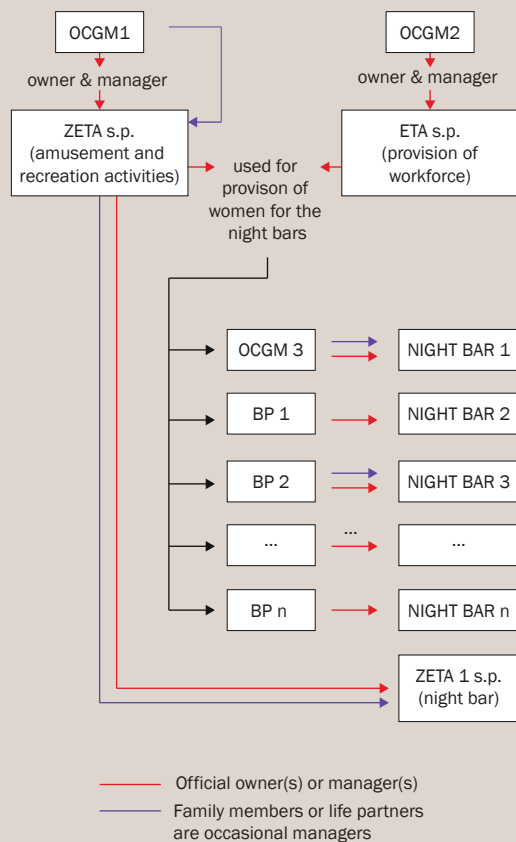 OCGM1
OCGM2
owner & manager
owner & manager
ZETA s.p.
(amusement and
recreation activities)
used for
provison of
women for the
night bars
ETA s.p.
(provision of
workforce)
OCGM 3
NIGHT BAR 1
BP 1
NIGHT BAR 2
BP 2
NIGHT BAR 3
...
...
...
BP n
NIGHT BAR n
ZETA 1 s.p.
(night bar)
Official owner(s) or manager(s)
Family members or life partners
are occasional managers